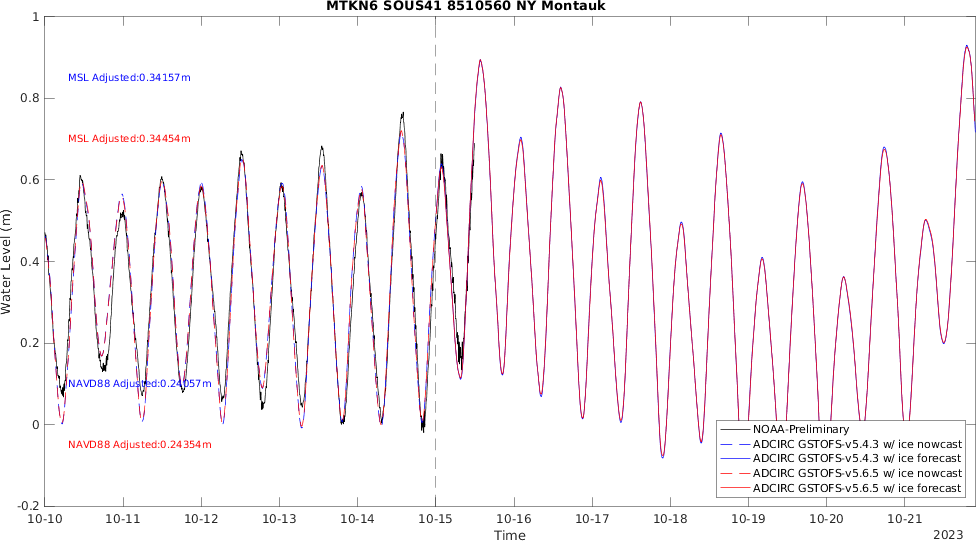 MTKN6 SOUS41 8510560 NY Montauk
1
0.8
0.6
0.4
0.2
0
-0.2
Water Level (m)
MSL Adjusted:0.34157m
MSL Adjusted:0.34454m
NAVD88 Adjusted:0.24057m
NAVD88 Adjusted:0.24354m
NOAA-Preliminary
ADCIRC GSTOFS-v5.4.3 w/ ice nowcast
ADCIRC GSTOFS-v5.4.3 w/ ice forecast
ADCIRC GSTOFS-v5.6.5 w/ ice nowcast
ADCIRC GSTOFS-v5.6.5 w/ ice forecast
10-10 10-11 10-12 10-13 10-14 10-15 10-16 10-17 10-18 10-19 10-20 10-21
Time
2023